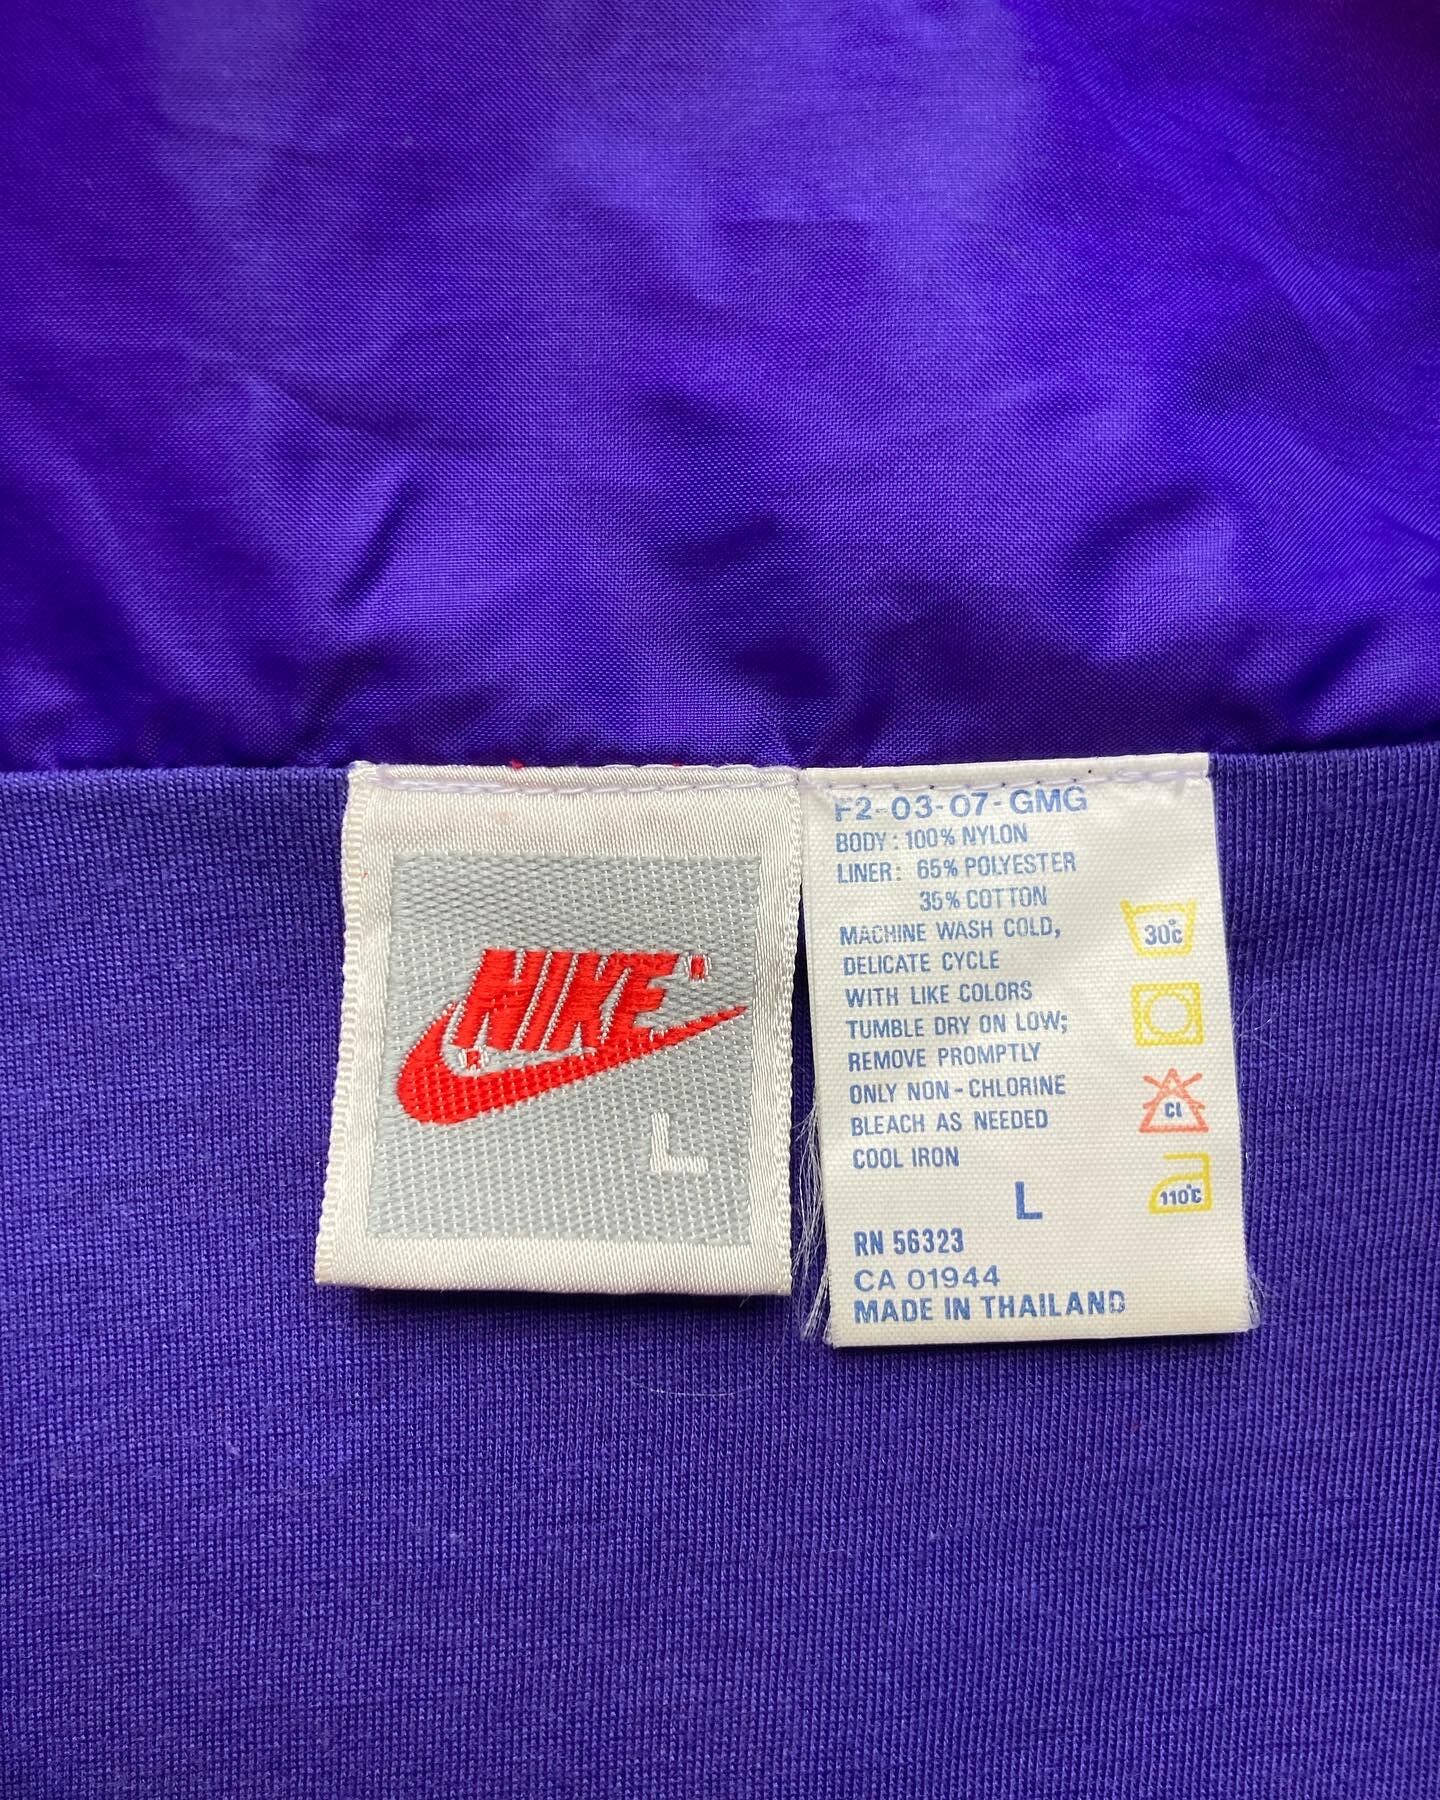 NIKE®
L
F2-03-07-GMG
BODY : 100% NYLON
LINER: 65% POLYESTER
35% COTTON
MACHINE WASH COLD,
DELICATE CYCLE
WITH LIKE COLORS
TUMBLE DRY ON LOW;
REMOVE PROMPTLY
ONLY NON-CHLORINE
BLEACH AS NEEDED
COOL IRON
L
RN 56323
CA 01944
MADE IN THAILAND
30°C
CL
110°C